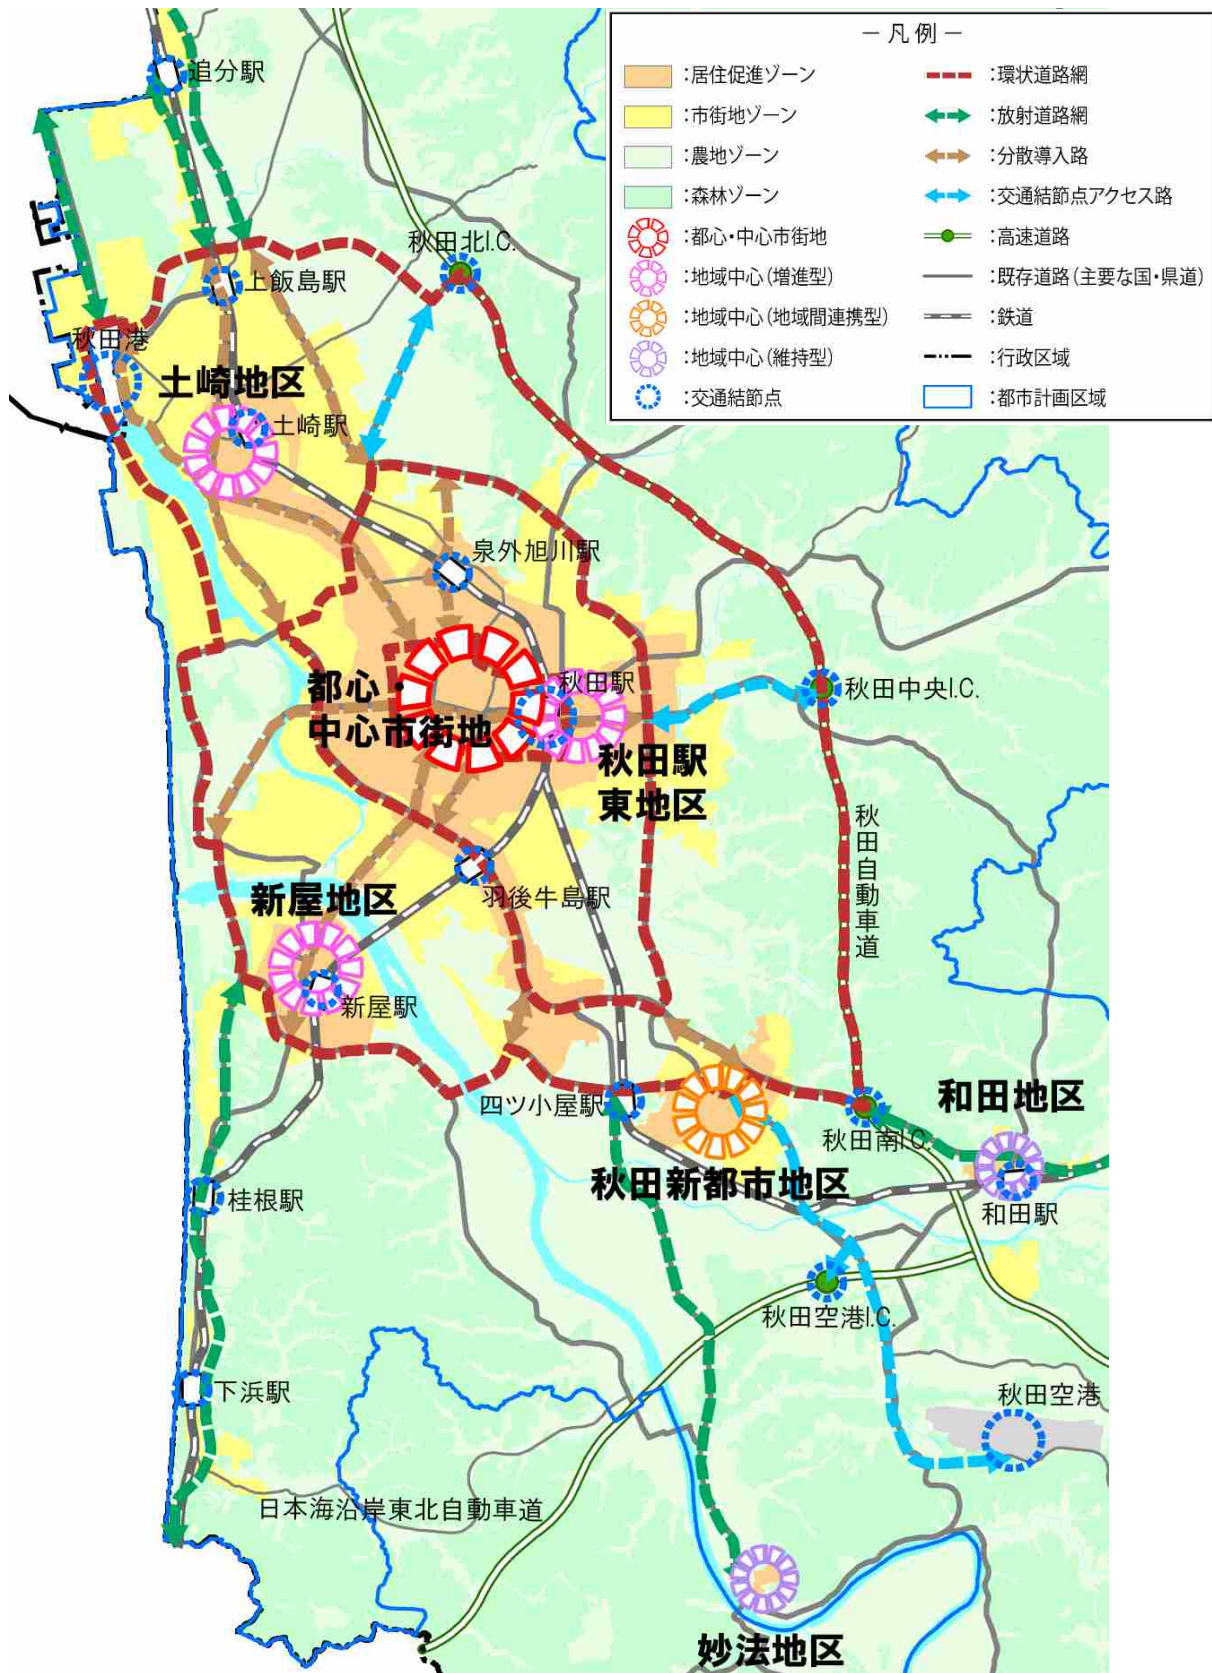 ― 凡例 ―
：居住促進ゾーン
：市街地ゾーン
：農地ゾーン
：森林ゾーン
：都心・中心市街地
：地域中心（増進型）
：地域中心（地域間連携型）
：地域中心（維持型）
：交通結節点
：環状道路網
：放射道路網
：分散導入路
：交通結節点アクセス路
：高速道路
：既存道路（主要な国・県道）
：鉄道
：行政区域
：都市計画区域
追分駅
秋田北I.C.
上飯島駅
秋田港
土崎地区
土崎駅
泉外旭川駅
都心・
中心市街地
秋田駅
秋田中央I.C.
秋田駅
東地区
秋田自動車道
新屋地区
羽後牛島駅
新屋駅
四ツ小屋駅
和田地区
秋田南I.C.
秋田新都市地区
桂根駅
和田駅
秋田空港I.C.
下浜駅
秋田空港
日本海沿岸東北自動車道
妙法地区